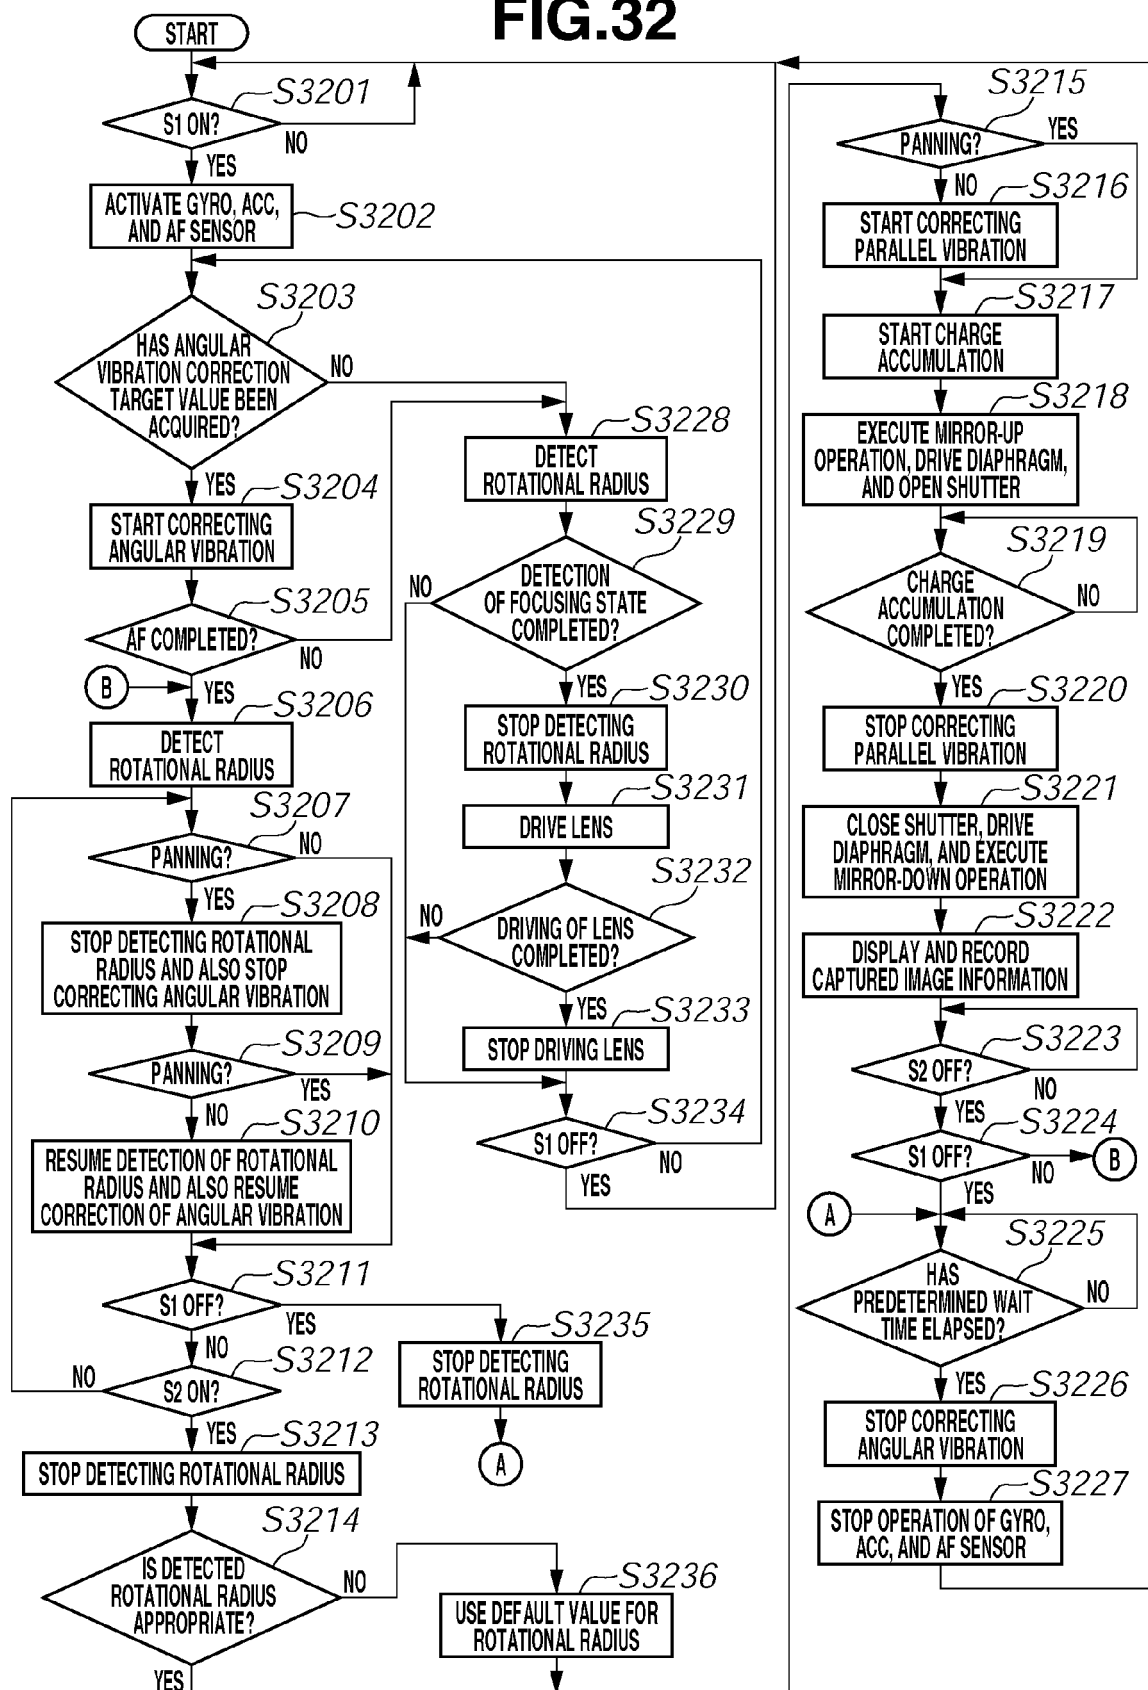 FIG.32
START
S3201
S1 ON?
NO
YES
ACTIVATE GYRO, ACC,
AND AF SENSOR
S3202
S3203
HAS ANGULAR
VIBRATION CORRECTION
TARGET VALUE BEEN
ACQUIRED?
NO
YES
S3204
START CORRECTING
ANGULAR VIBRATION
S3205
AF COMPLETED?
NO
B
YES
S3206
DETECT
ROTATIONAL RADIUS
S3207
PANNING?
NO
YES
S3208
STOP DETECTING ROTATIONAL
RADIUS AND ALSO STOP
CORRECTING ANGULAR VIBRATION
S3209
PANNING?
YES
NO
S3210
RESUME DETECTION OF ROTATIONAL
RADIUS AND ALSO RESUME
CORRECTION OF ANGULAR VIBRATION
S3211
S1 OFF?
YES
NO
S3212
NO
S2 ON?
YES
S3213
STOP DETECTING ROTATIONAL RADIUS
S3214
IS DETECTED
ROTATIONAL RADIUS
APPROPRIATE?
NO
YES
S3228
DETECT
ROTATIONAL RADIUS
S3229
NO
DETECTION
OF FOCUSING STATE
COMPLETED?
YES
S3230
STOP DETECTING
ROTATIONAL RADIUS
S3231
DRIVE LENS
S3232
NO
DRIVING OF LENS
COMPLETED?
YES
S3233
STOP DRIVING LENS
S3234
S1 OFF?
NO
YES
S3235
STOP DETECTING
ROTATIONAL RADIUS
A
S3236
USE DEFAULT VALUE FOR
ROTATIONAL RADIUS
S3215
PANNING?
YES
NO
S3216
START CORRECTING
PARALLEL VIBRATION
S3217
START CHARGE
ACCUMULATION
S3218
EXECUTE MIRROR-UP
OPERATION, DRIVE DIAPHRAGM,
AND OPEN SHUTTER
S3219
CHARGE
ACCUMULATION
COMPLETED?
NO
YES
S3220
STOP CORRECTING
PARALLEL VIBRATION
S3221
CLOSE SHUTTER, DRIVE
DIAPHRAGM, AND EXECUTE
MIRROR-DOWN OPERATION
S3222
DISPLAY AND RECORD
CAPTURED IMAGE INFORMATION
S3223
S2 OFF?
NO
YES
S3224
S1 OFF?
NO
B
YES
A
S3225
HAS
PREDETERMINED WAIT
TIME ELAPSED?
NO
YES
S3226
STOP CORRECTING
ANGULAR VIBRATION
S3227
STOP OPERATION OF GYRO,
ACC, AND AF SENSOR